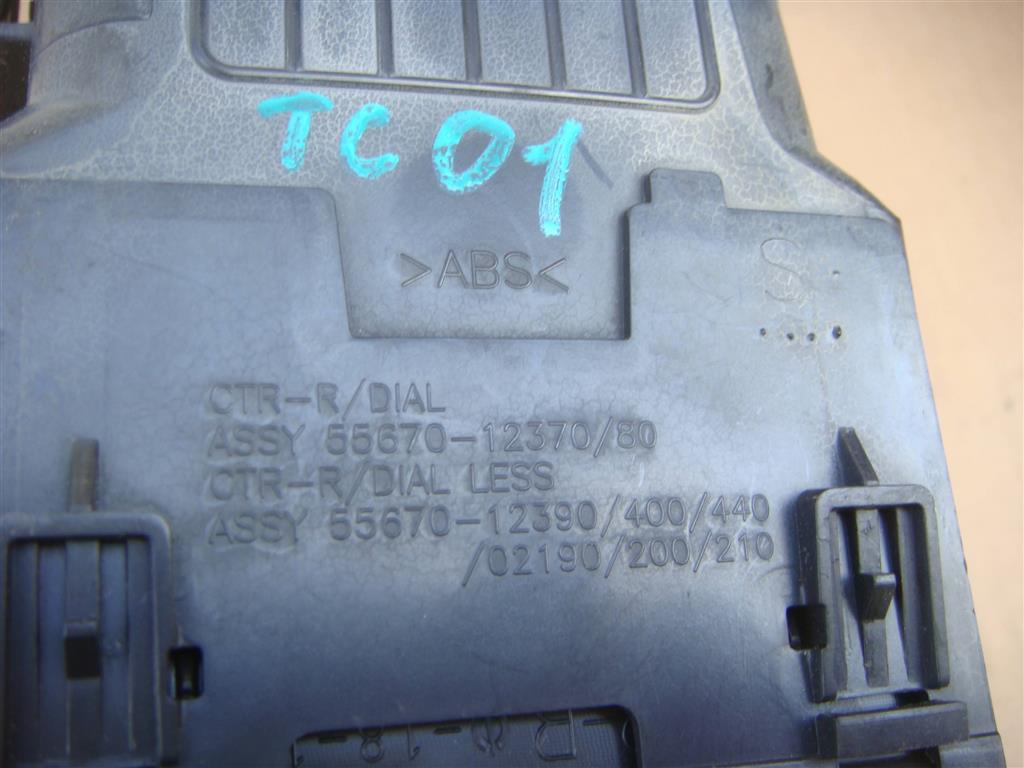 TC01
>ABS<
S
CTR-R/DIAL
ASSY 55670-12370/80
CTR-R/DIAL LESS
ASSY 55670-12390/400/440
/02190/200/210